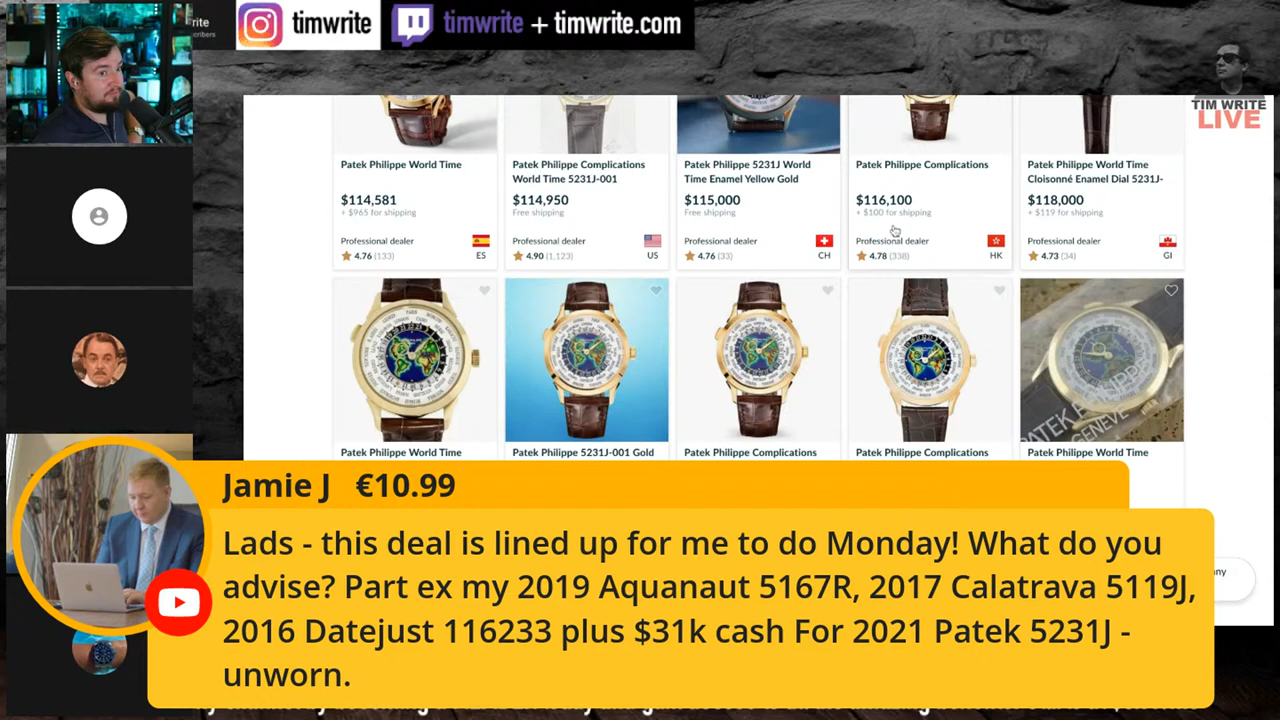 rite
cribers
timwrite
timwrite + timwrite.com
TIM WRITE
LIVE
Patek Philippe World Time
$114,581
+ $965 for shipping
Professional dealer
4.76 (133)
ES
Patek Philippe Complications
World Time 5231J-001
$114,950
Free shipping
Professional dealer
4.90 (1,123)
US
Patek Philippe 5231J World
Time Enamel Yellow Gold
$115,000
Free shipping
Professional dealer
4.76 (33)
CH
Patek Philippe Complications
$116,100
+ $100 for shipping
Professional dealer
4.78 (338)
HK
Patek Philippe World Time
Cloisonné Enamel Dial 5231J-
$118,000
+ $119 for shipping
Professional dealer
4.73 (34)
GI
Patek Philippe World Time
Patek Philippe 5231J-001 Gold
Patek Philippe Complications
Patek Philippe Complications
PATEK PHILIPPE
GENEVE
Patek Philippe World Time
ny
Jamie J €10.99
Lads - this deal is lined up for me to do Monday! What do you
advise? Part ex my 2019 Aquanaut 5167R, 2017 Calatrava 5119J,
2016 Datejust 116233 plus $31k cash For 2021 Patek 5231J -
unworn.